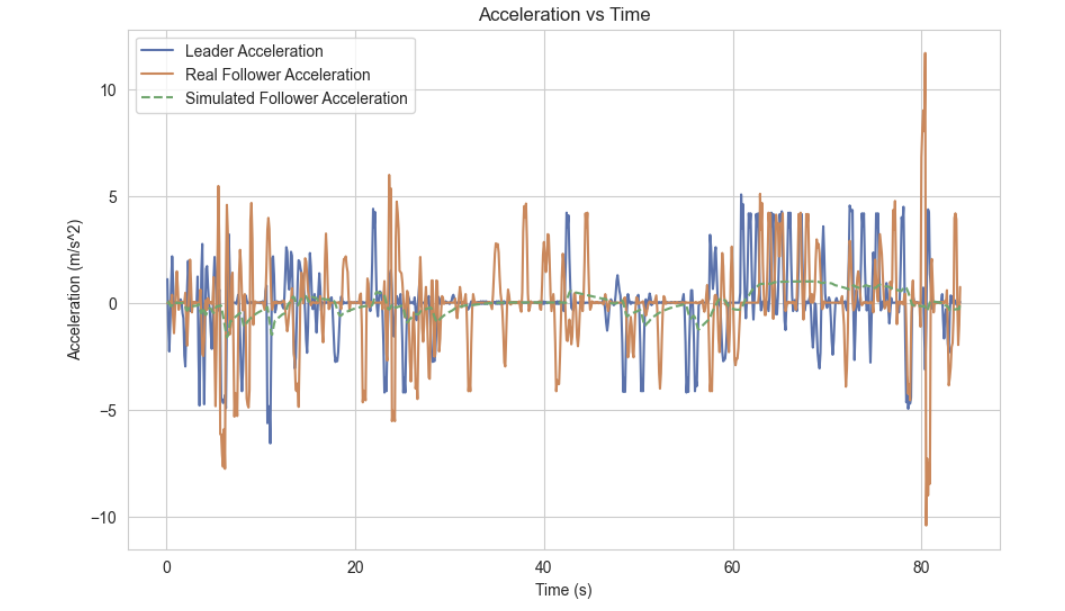 Acceleration vs Time
Leader Acceleration
Real Follower Acceleration
Simulated Follower Acceleration
Acceleration (m/s^2)
10
5
0
−5
−10
0 20 40 60 80
Time (s)